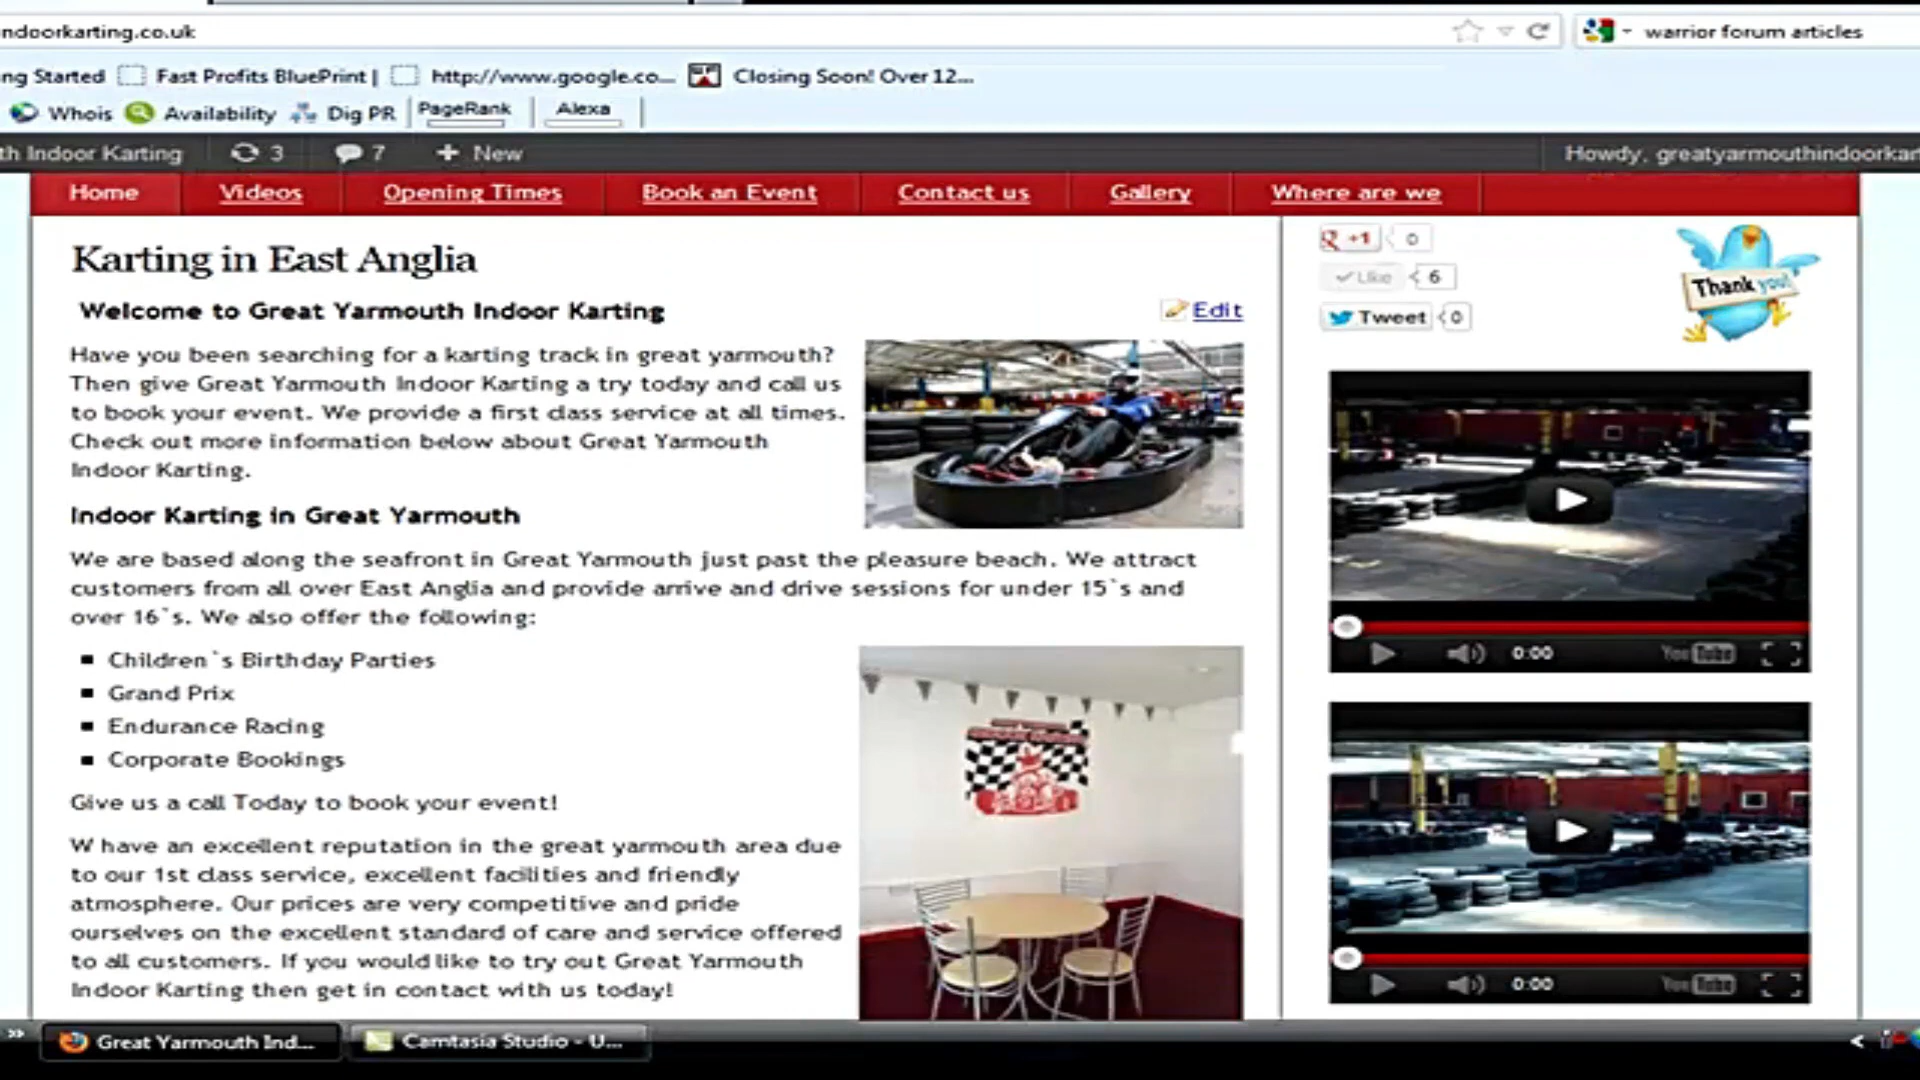 ndoorkarting.co.uk
warrior forum articles
ng Started
Fast Profits BluePrint |
http://www.google.co...
Closing Soon! Over 12...
Whois
Availability
Dig PR
PageRank
Alexa
th Indoor Karting
3
7
+ New
Howdy, greatyarmouthindoorkar
Home
Videos
Opening Times
Book an Event
Contact us
Gallery
Where are we
Karting in East Anglia
Welcome to Great Yarmouth Indoor Karting
Edit
Have you been searching for a karting track in great yarmouth?
Then give Great Yarmouth Indoor Karting a try today and call us
to book your event. We provide a first class service at all times.
Check out more information below about Great Yarmouth
Indoor Karting.
Indoor Karting in Great Yarmouth
We are based along the seafront in Great Yarmouth just past the pleasure beach. We attract
customers from all over East Anglia and provide arrive and drive sessions for under 15`s and
over 16`s. We also offer the following:
Children`s Birthday Parties
Grand Prix
Endurance Racing
Corporate Bookings
Give us a call Today to book your event!
W have an excellent reputation in the great yarmouth area due
to our 1st class service, excellent facilities and friendly
atmosphere. Our prices are very competitive and pride
ourselves on the excellent standard of care and service offered
to all customers. If you would like to try out Great Yarmouth
Indoor Karting then get in contact with us today!
+1
0
Like
6
Tweet
0
Thank you!
0:00
YouTube
0:00
YouTube
Great Yarmouth Ind...
Camtasia Studio - U...